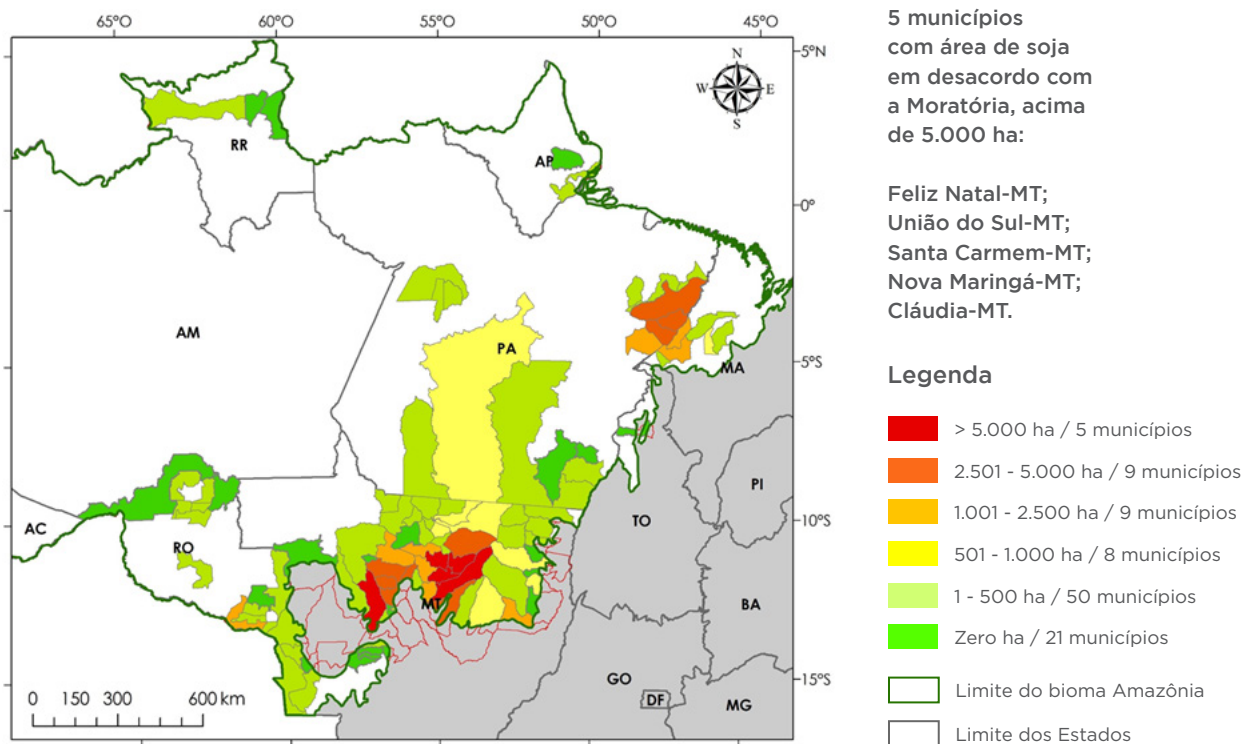 65°O 60°O 55°O 50°O 45°O
5°N
N
W E
S
RR
AP
0°
AM
PA
5°S
MA
PI
AC
TO
10°S
RO
MT
BA
GO
DF
MG
15°S
0 150 300 600 km
5 municípios
com área de soja
em desacordo com
a Moratória, acima
de 5.000 ha:
Feliz Natal-MT;
União do Sul-MT;
Santa Carmem-MT;
Nova Maringá-MT;
Cláudia-MT.
Legenda
> 5.000 ha / 5 municípios
2.501 - 5.000 ha / 9 municípios
1.001 - 2.500 ha / 9 municípios
501 - 1.000 ha / 8 municípios
1 - 500 ha / 50 municípios
Zero ha / 21 municípios
Limite do bioma Amazônia
Limite dos Estados